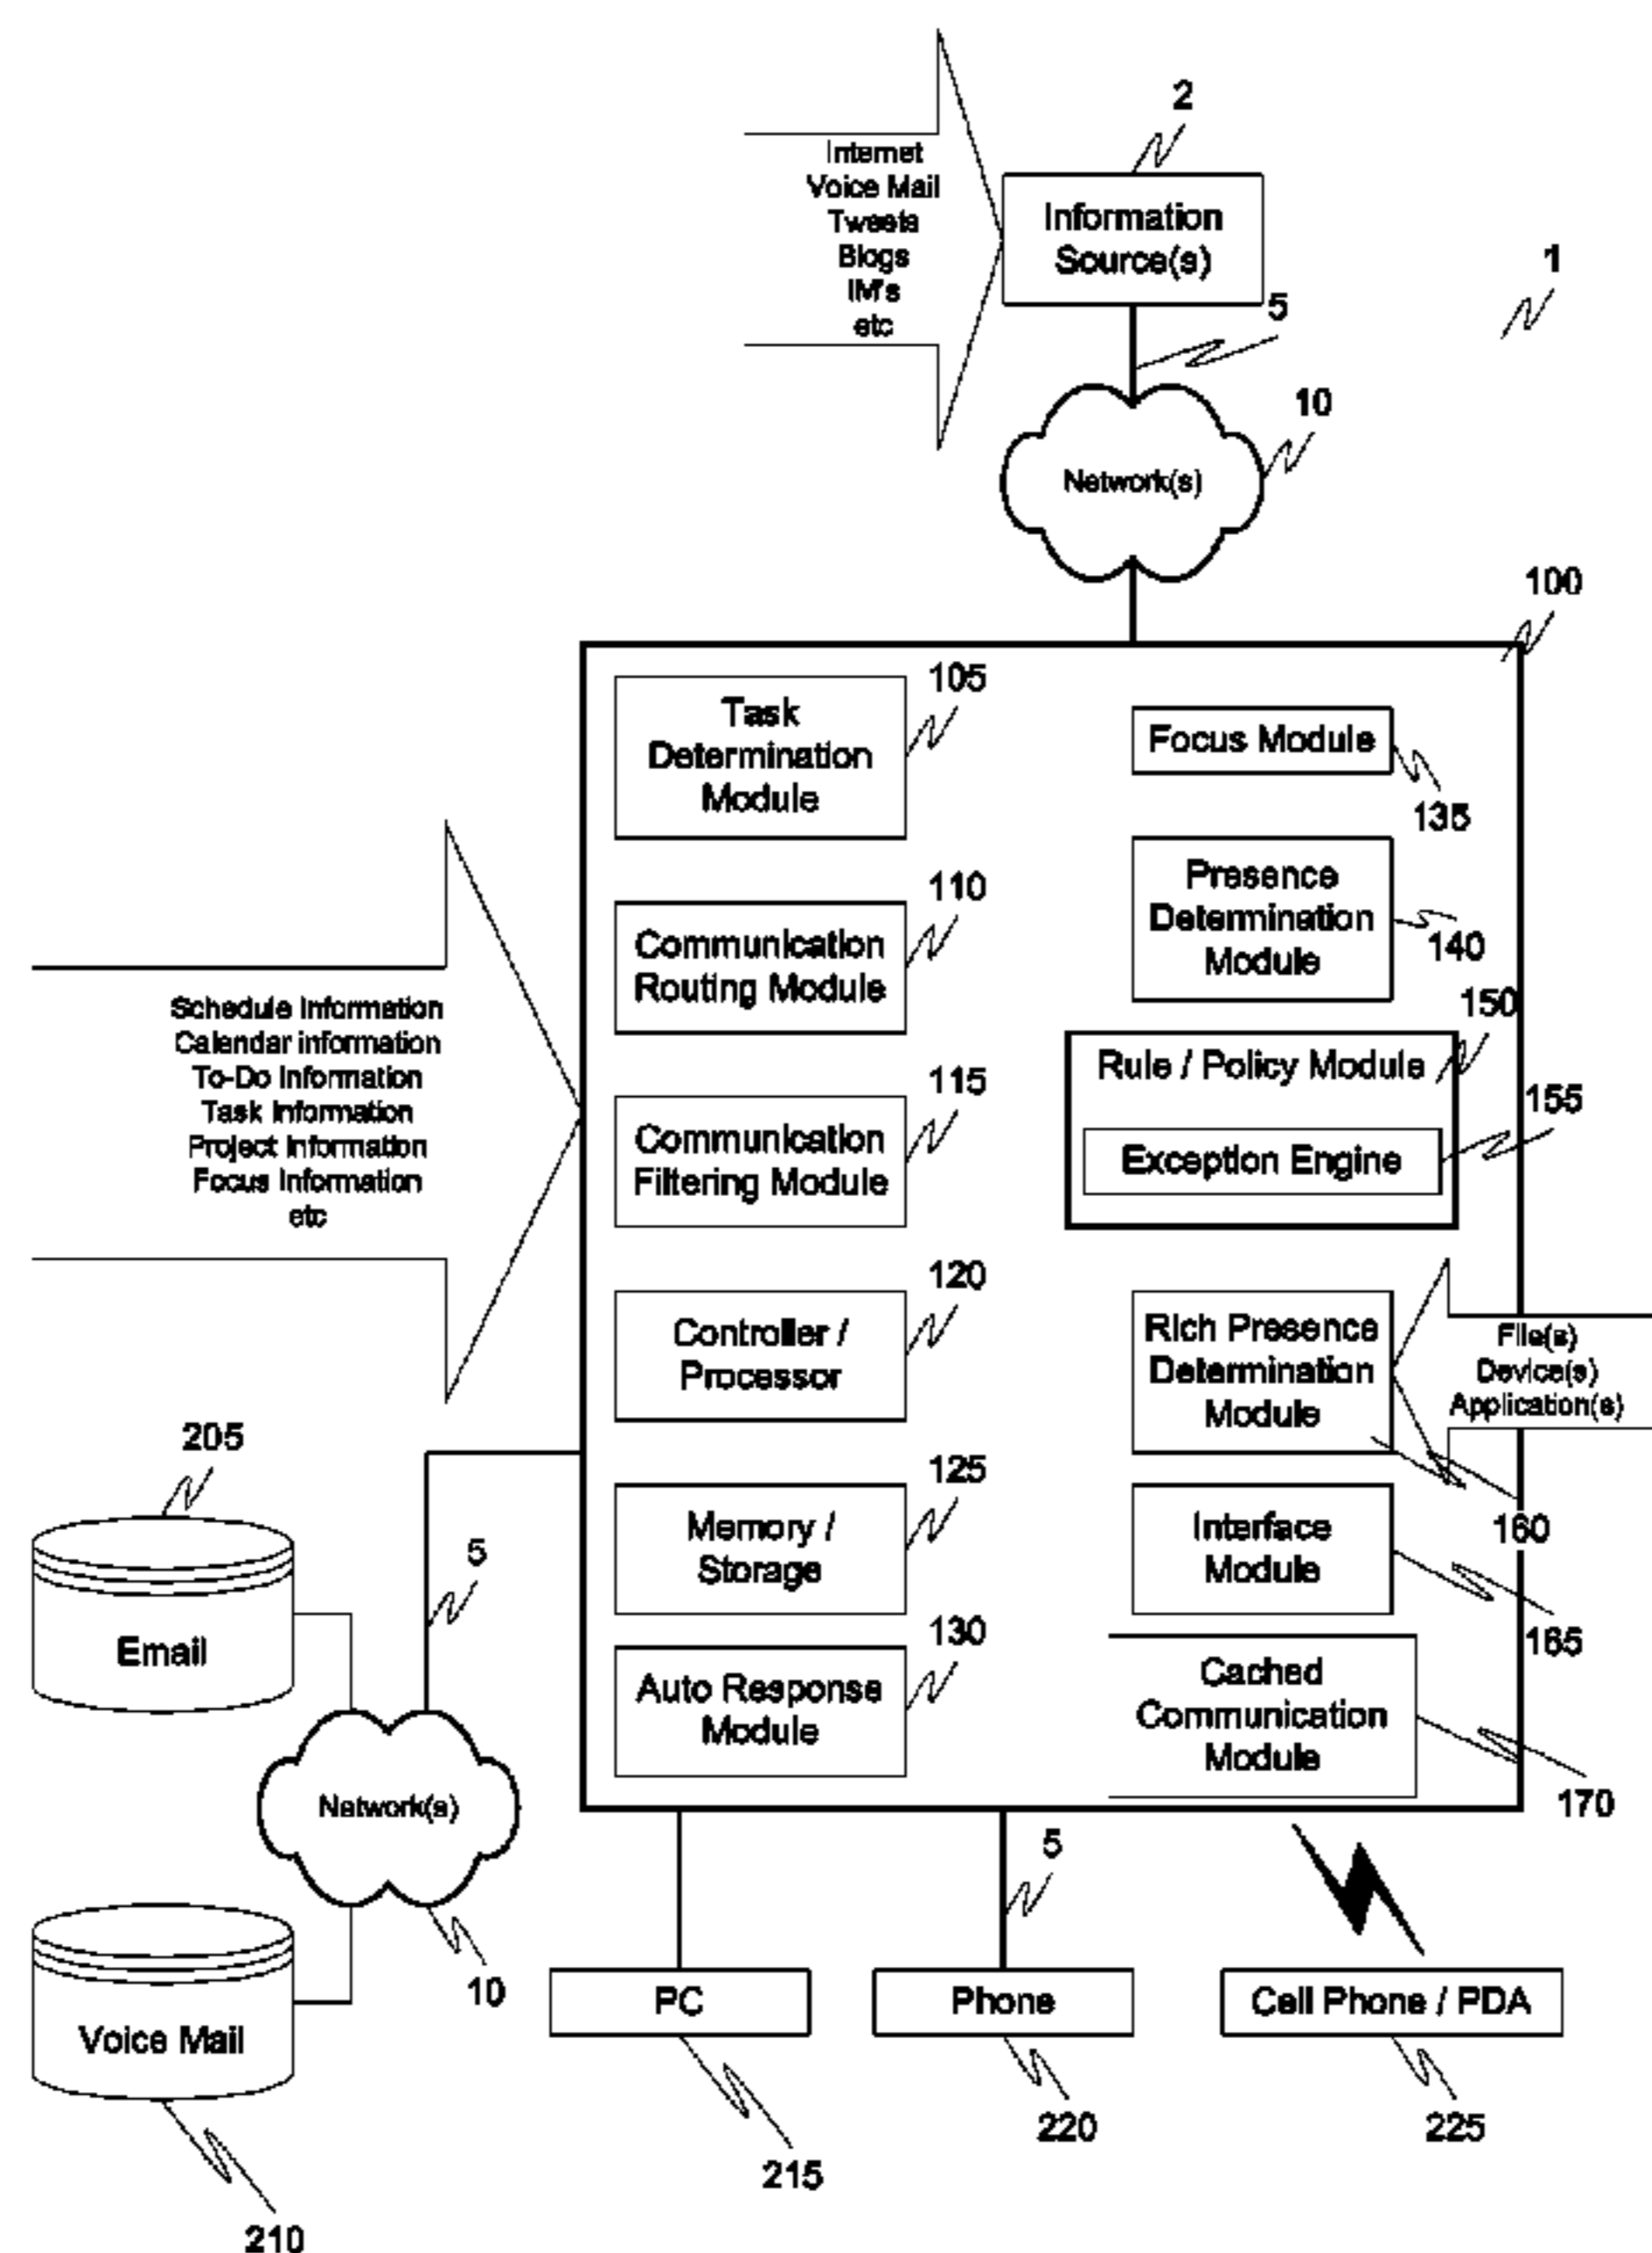 2
Internet
Voice Mail
Tweets
Blogs
IM's
etc
Information
Source(s)
1
5
10
Network(s)
100
105
Task
Determination
Module
Focus Module
135
110
Communication
Routing Module
Presence
Determination
Module
140
Schedule Information
Calendar information
To-Do Information
Task Information
Project Information
Focus Information
etc
150
Rule / Policy Module
155
Exception Engine
115
Communication
Filtering Module
120
Controller /
Processor
Rich Presence
Determination
Module
File(s)
Device(s)
Application(s)
160
205
Email
5
125
Memory /
Storage
Interface
Module
165
130
Auto Response
Module
Cached
Communication
Module
170
Network(s)
10
Voice Mail
210
5
PC
215
Phone
220
Cell Phone / PDA
225